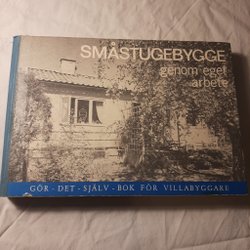 SMÅSTUGEBYGGE
genom eget
arbete
GÖR - DET - SJÄLV - BOK FÖR VILLABYGGARE